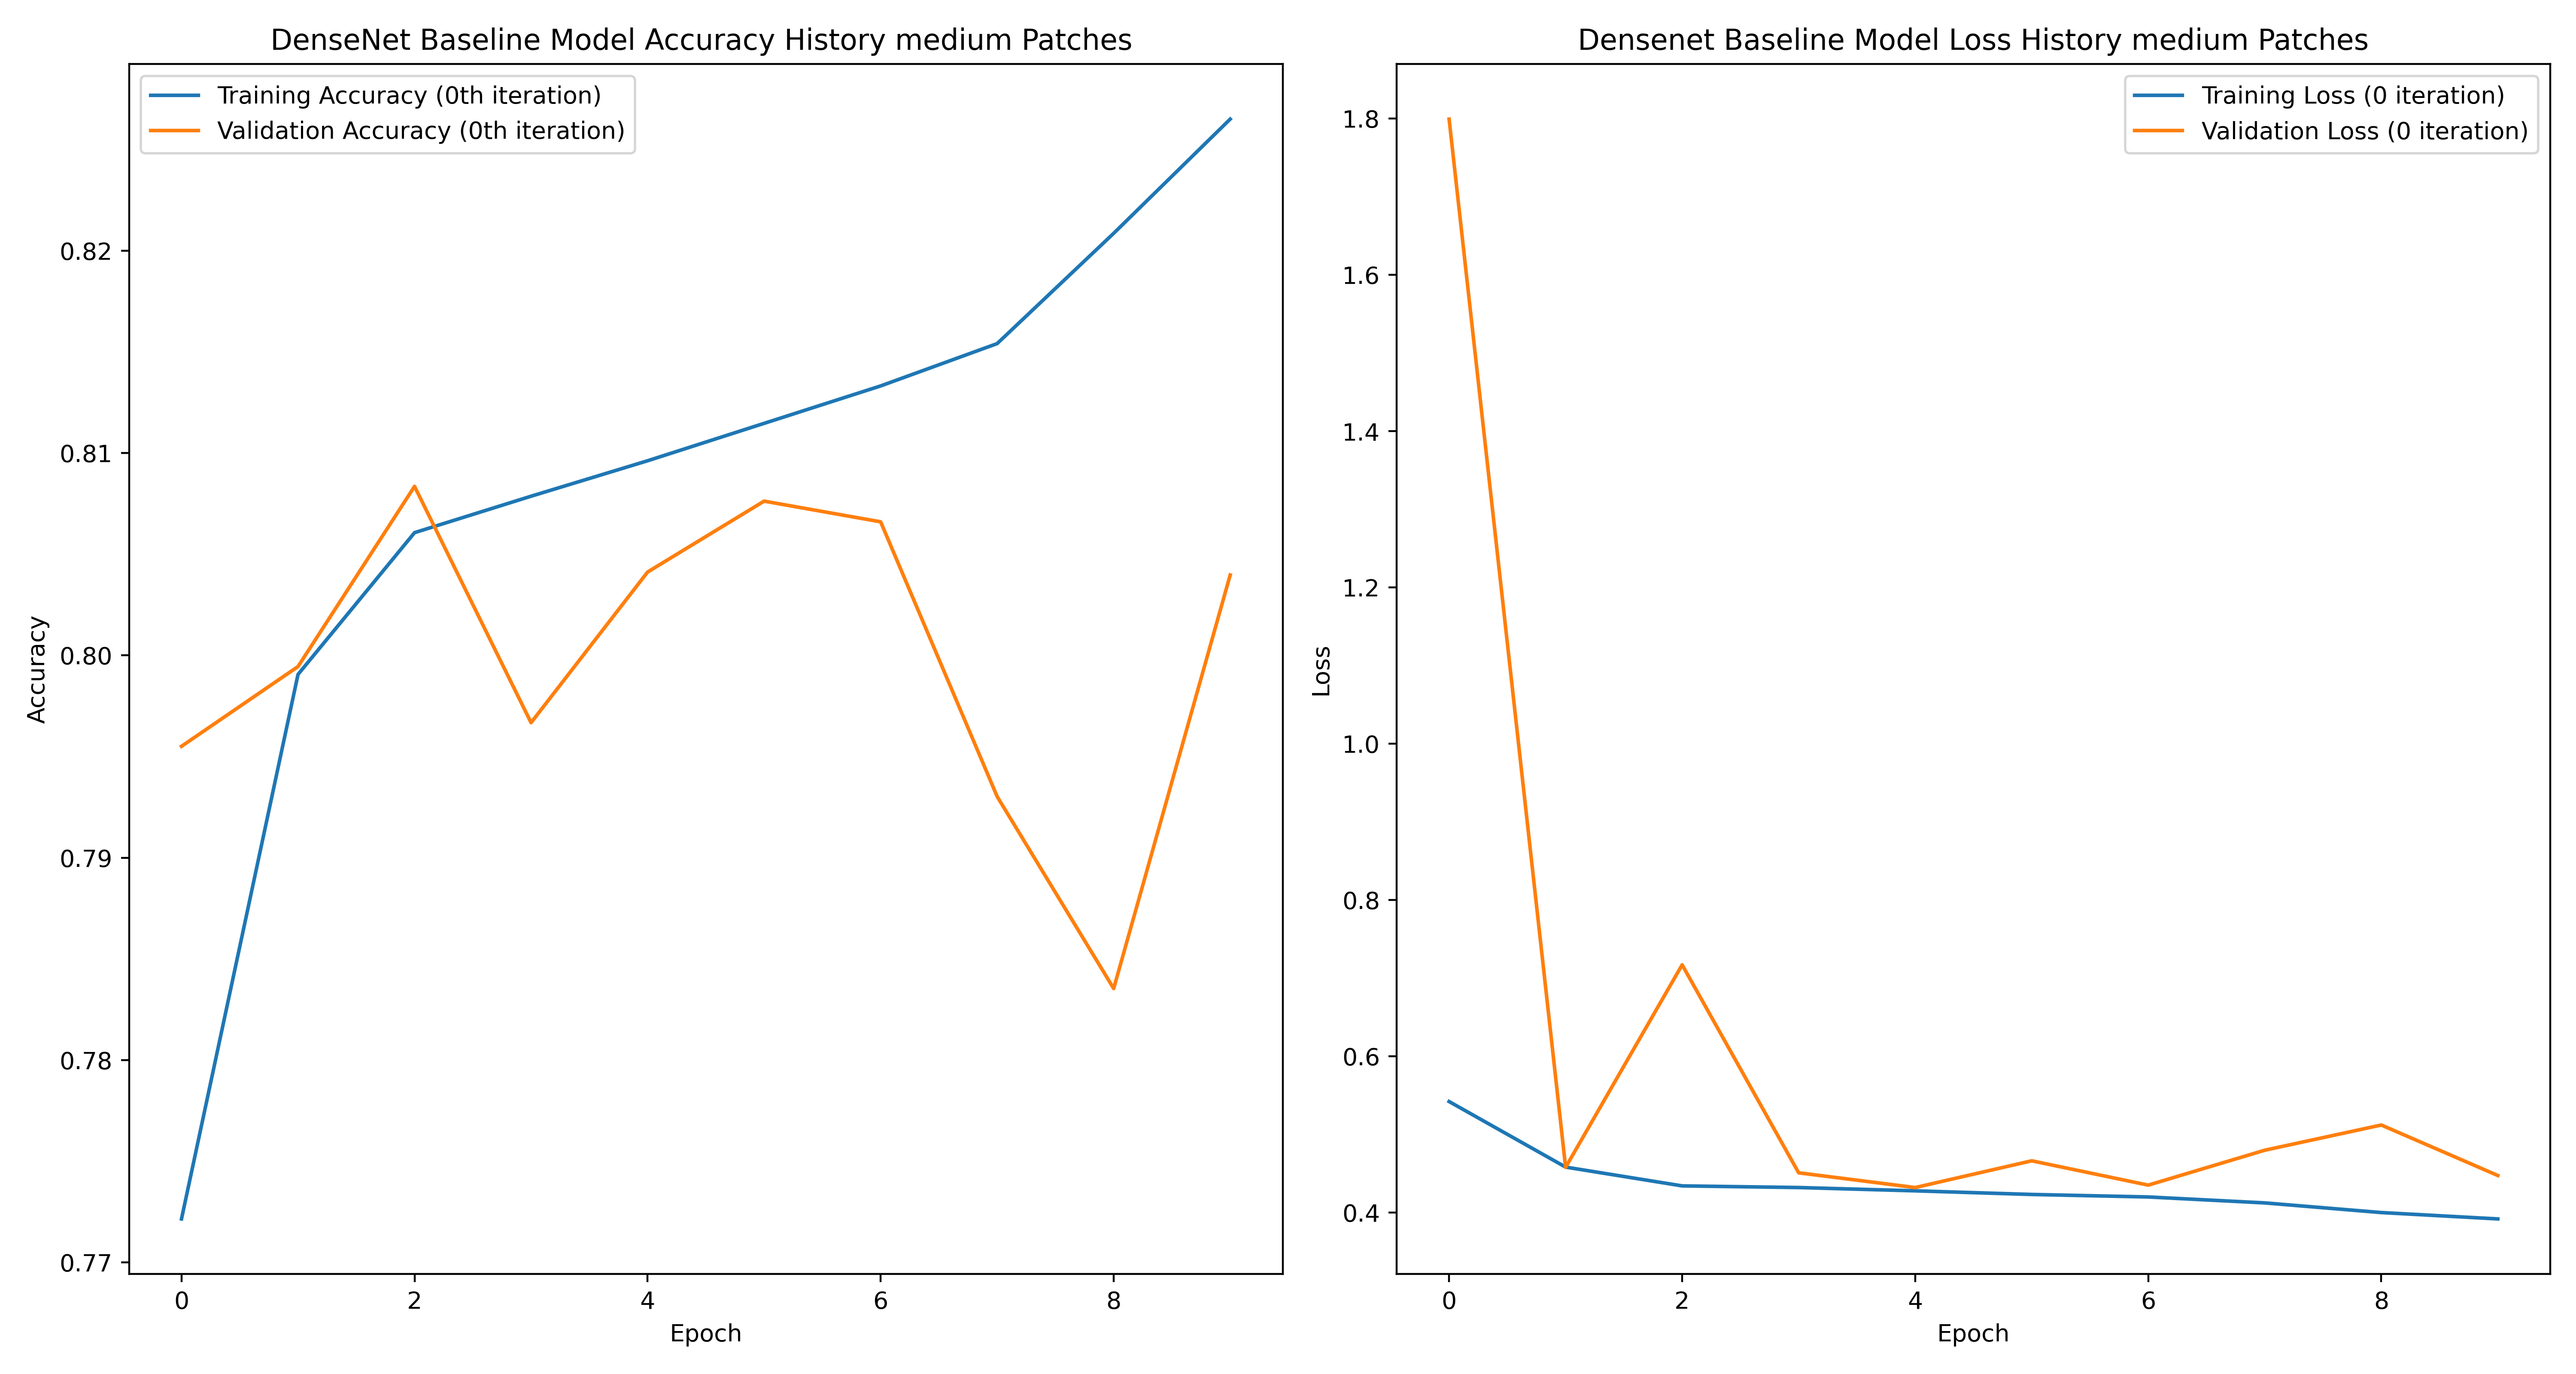 DenseNet Baseline Model Accuracy History medium Patches
Training Accuracy (0th iteration)
Validation Accuracy (0th iteration)
0.82
0.81
0.80
0.79
0.78
0.77
Accuracy
0 2 4 6 8
Epoch
Densenet Baseline Model Loss History medium Patches
Training Loss (0 iteration)
Validation Loss (0 iteration)
1.8
1.6
1.4
1.2
1.0
0.8
0.6
0.4
Loss
0 2 4 6 8
Epoch